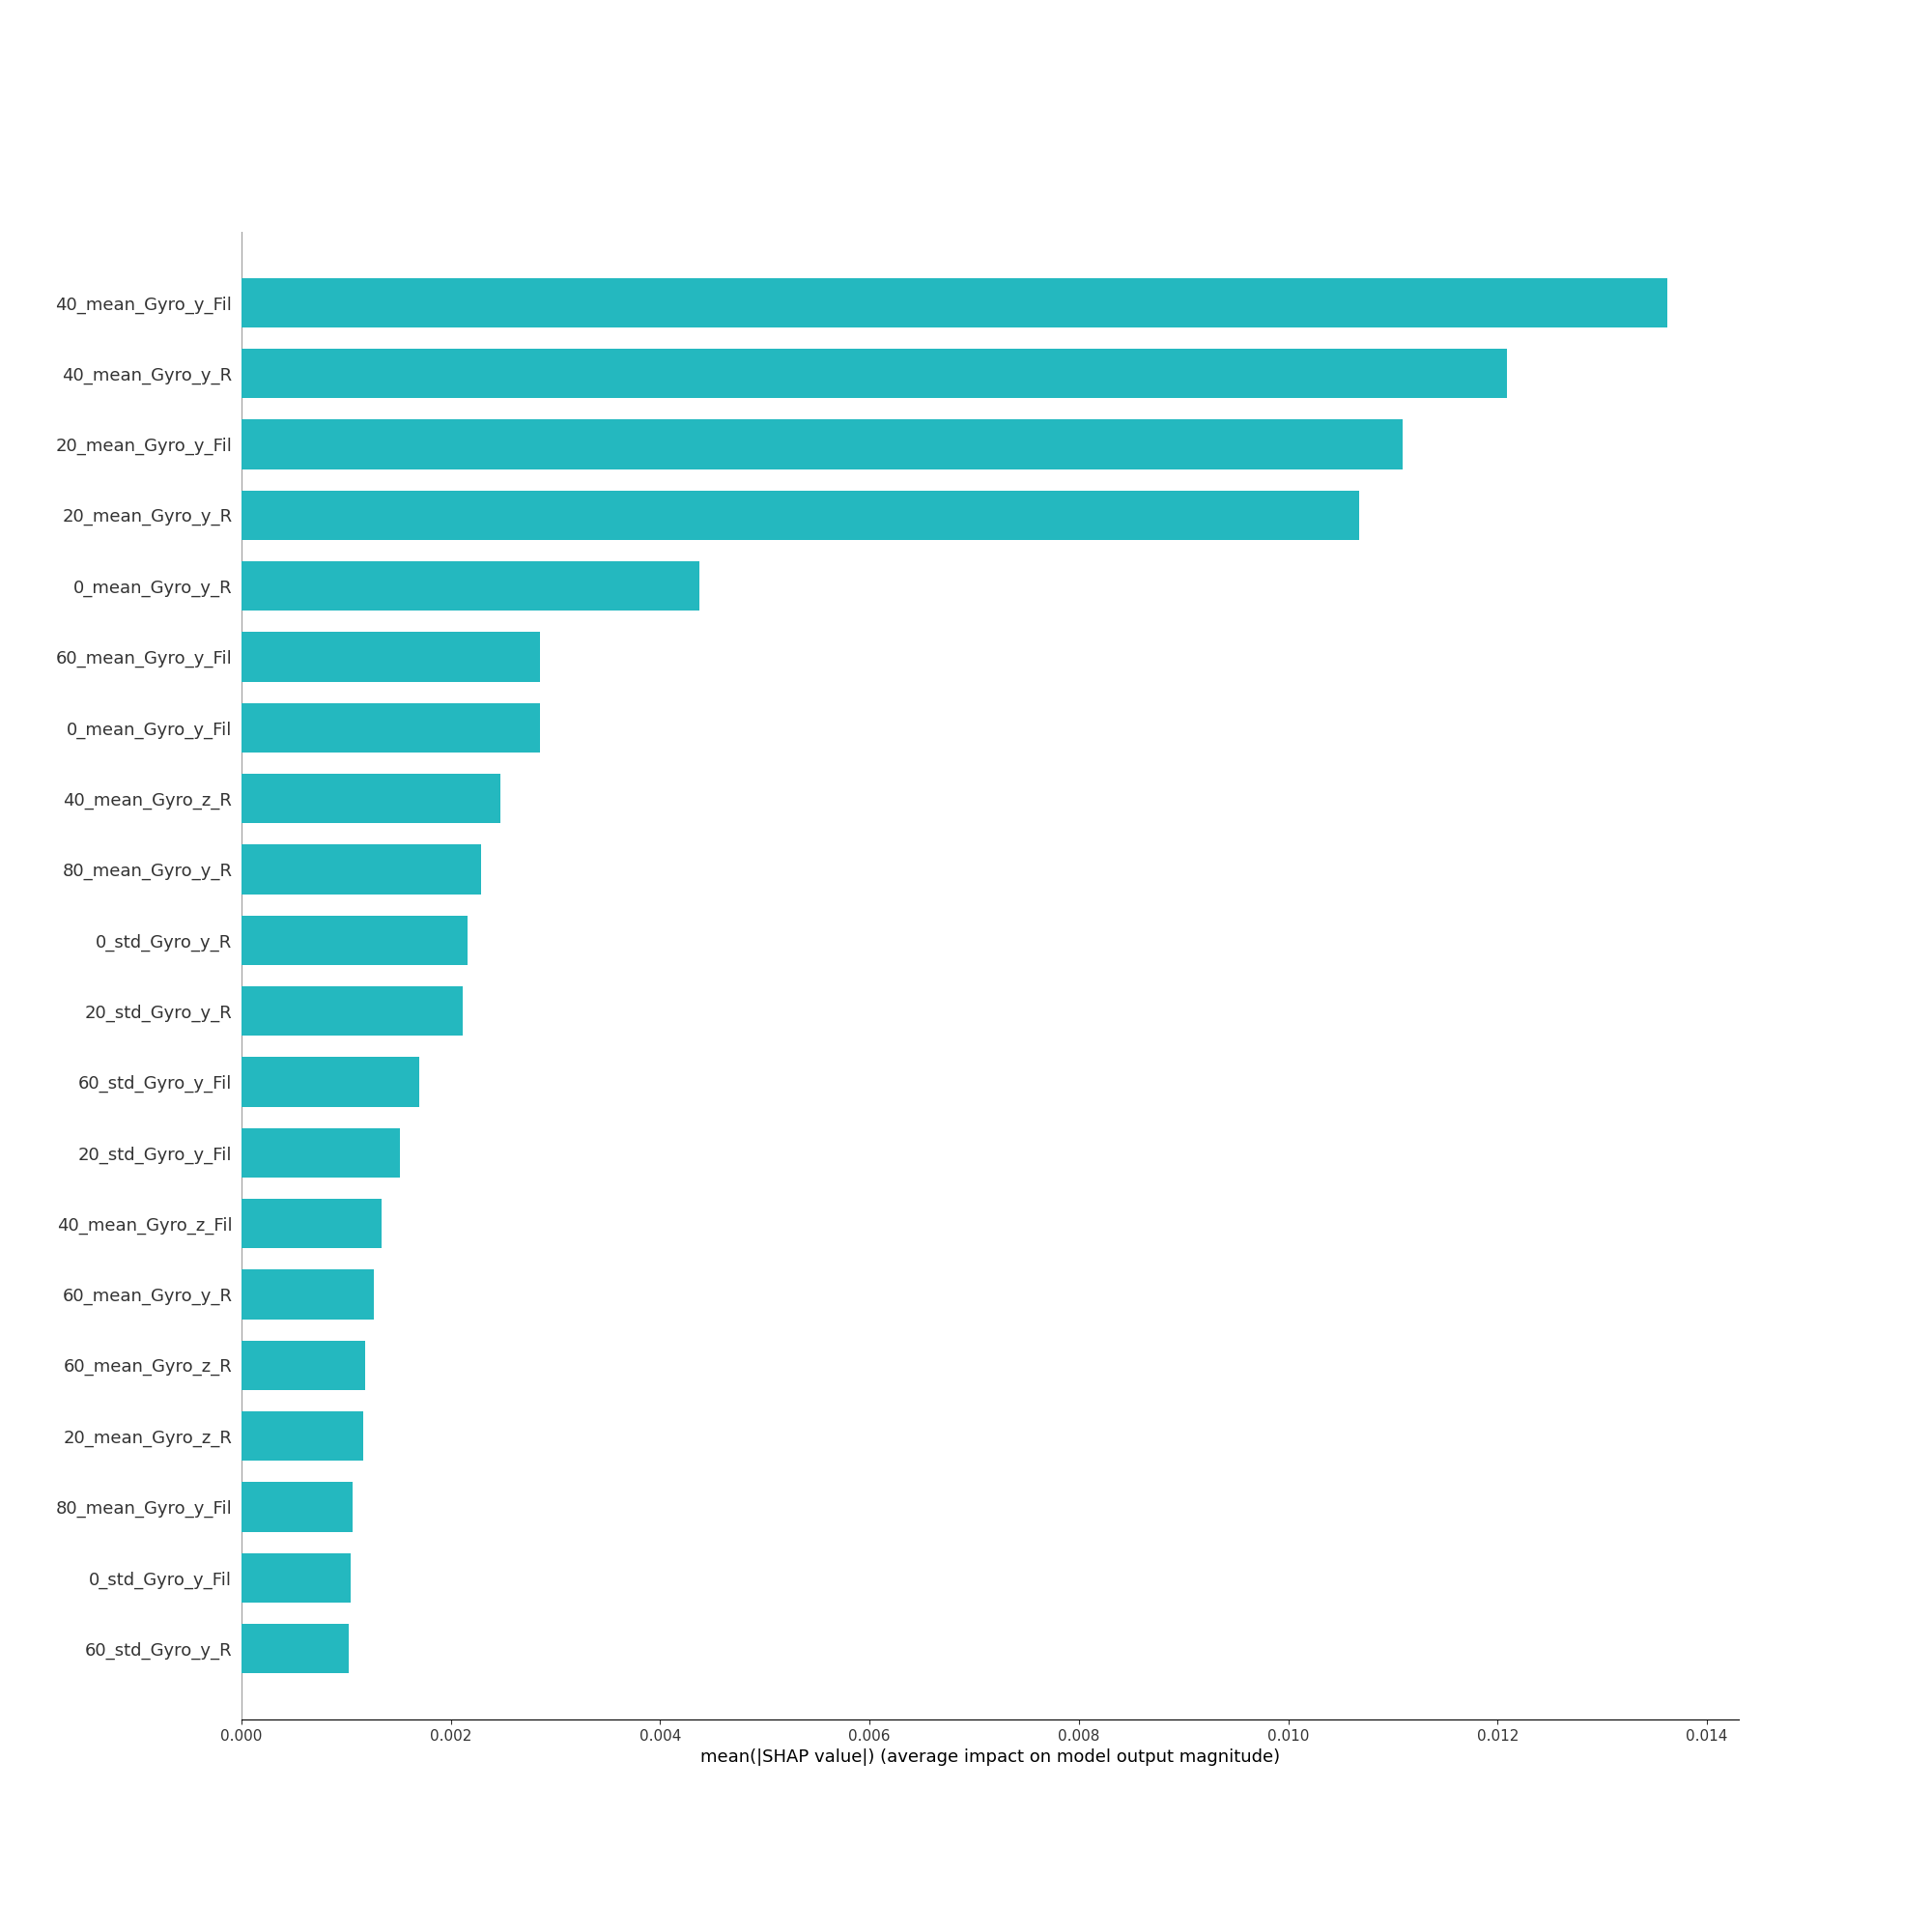 40_mean_Gyro_y_Fil
40_mean_Gyro_y_R
20_mean_Gyro_y_Fil
20_mean_Gyro_y_R
0_mean_Gyro_y_R
60_mean_Gyro_y_Fil
0_mean_Gyro_y_Fil
40_mean_Gyro_z_R
80_mean_Gyro_y_R
0_std_Gyro_y_R
20_std_Gyro_y_R
60_std_Gyro_y_Fil
20_std_Gyro_y_Fil
40_mean_Gyro_z_Fil
60_mean_Gyro_y_R
60_mean_Gyro_z_R
20_mean_Gyro_z_R
80_mean_Gyro_y_Fil
0_std_Gyro_y_Fil
60_std_Gyro_y_R
0.000 0.002 0.004 0.006 0.008 0.010 0.012 0.014
mean(|SHAP value|) (average impact on model output magnitude)